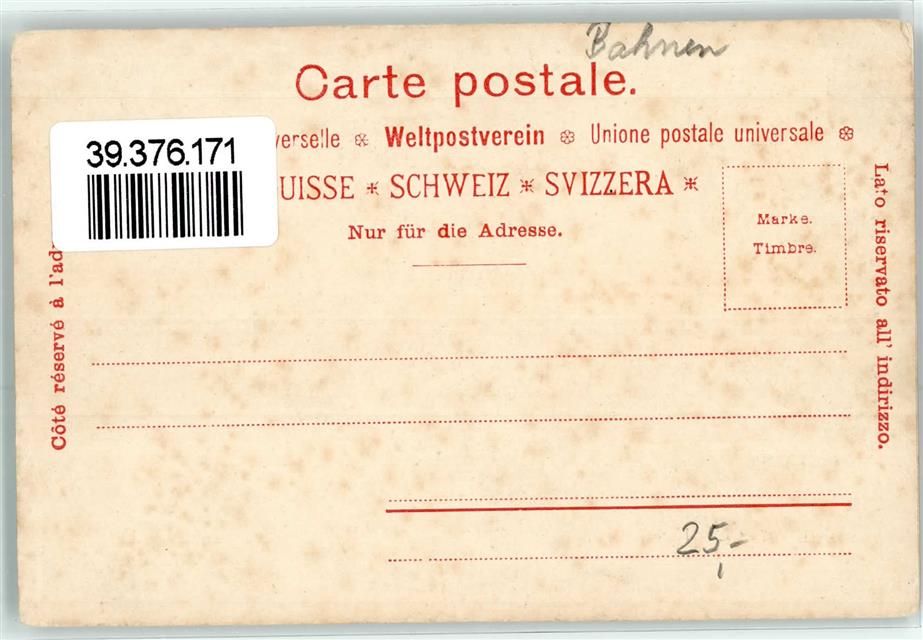 Bahnen
Carte postale.
39.376.171
verselle ❊ Weltpostverein ❊ Unione postale universale ❊
UISSE * SCHWEIZ * SVIZZERA *
Nur für die Adresse.
Marke.
Timbre.
Côté réservé à l'ad
Lato riservato all' indirizzo.
25,-